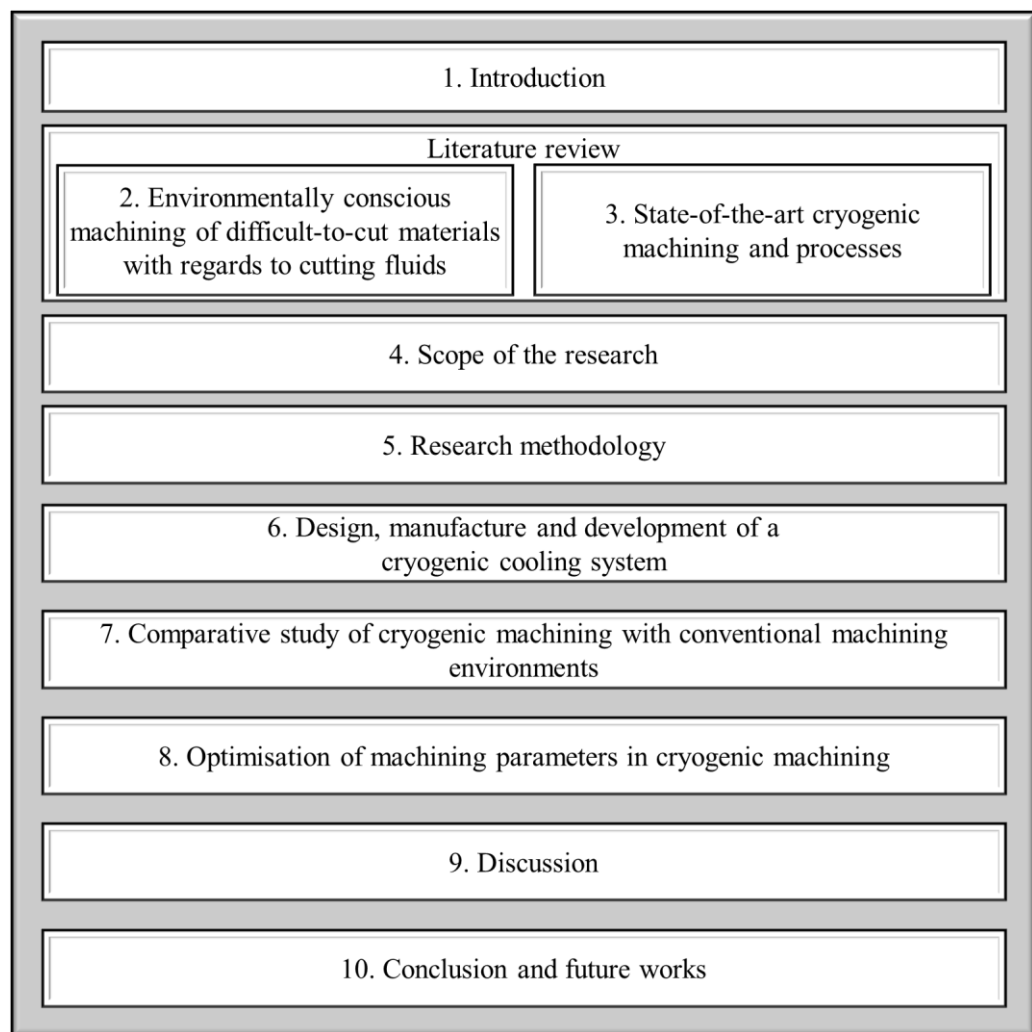 1. Introduction
Literature review
2. Environmentally conscious
machining of difficult-to-cut materials
with regards to cutting fluids
3. State-of-the-art cryogenic
machining and processes
4. Scope of the research
5. Research methodology
6. Design, manufacture and development of a
cryogenic cooling system
7. Comparative study of cryogenic machining with conventional machining
environments
8. Optimisation of machining parameters in cryogenic machining
9. Discussion
10. Conclusion and future works